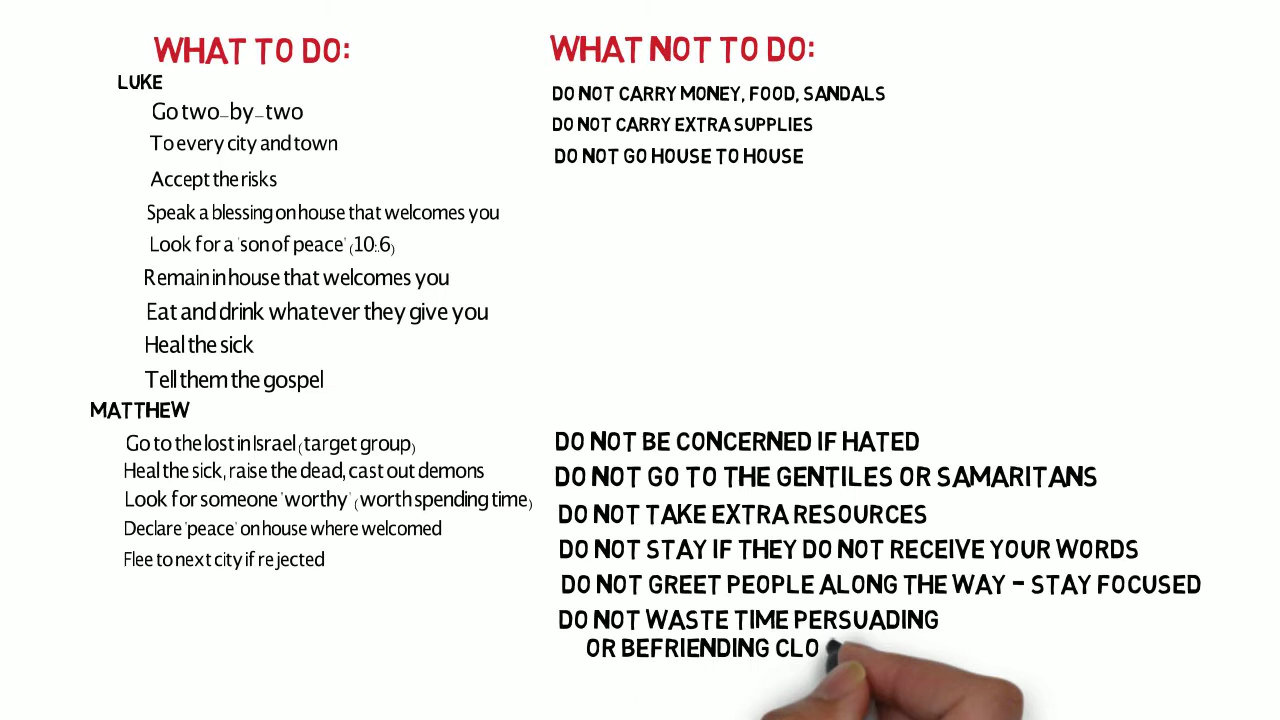 WHAT TO DO:
LUKE
Go two-by-two
To every city and town
Accept the risks
Speak a blessing on house that welcomes you
Look for a 'son of peace' (10:6)
Remain in house that welcomes you
Eat and drink whatever they give you
Heal the sick
Tell them the gospel
MATTHEW
Go to the lost in Israel (target group)
Heal the sick, raise the dead, cast out demons
Look for someone 'worthy' (worth spending time)
Declare 'peace' on house where welcomed
Flee to next city if rejected
WHAT NOT TO DO:
DO NOT CARRY MONEY, FOOD, SANDALS
DO NOT CARRY EXTRA SUPPLIES
DO NOT GO HOUSE TO HOUSE
DO NOT BE CONCERNED IF HATED
DO NOT GO TO THE GENTILES OR SAMARITANS
DO NOT TAKE EXTRA RESOURCES
DO NOT STAY IF THEY DO NOT RECEIVE YOUR WORDS
DO NOT GREET PEOPLE ALONG THE WAY - STAY FOCUSED
DO NOT WASTE TIME PERSUADING
OR BEFRIENDING CLO